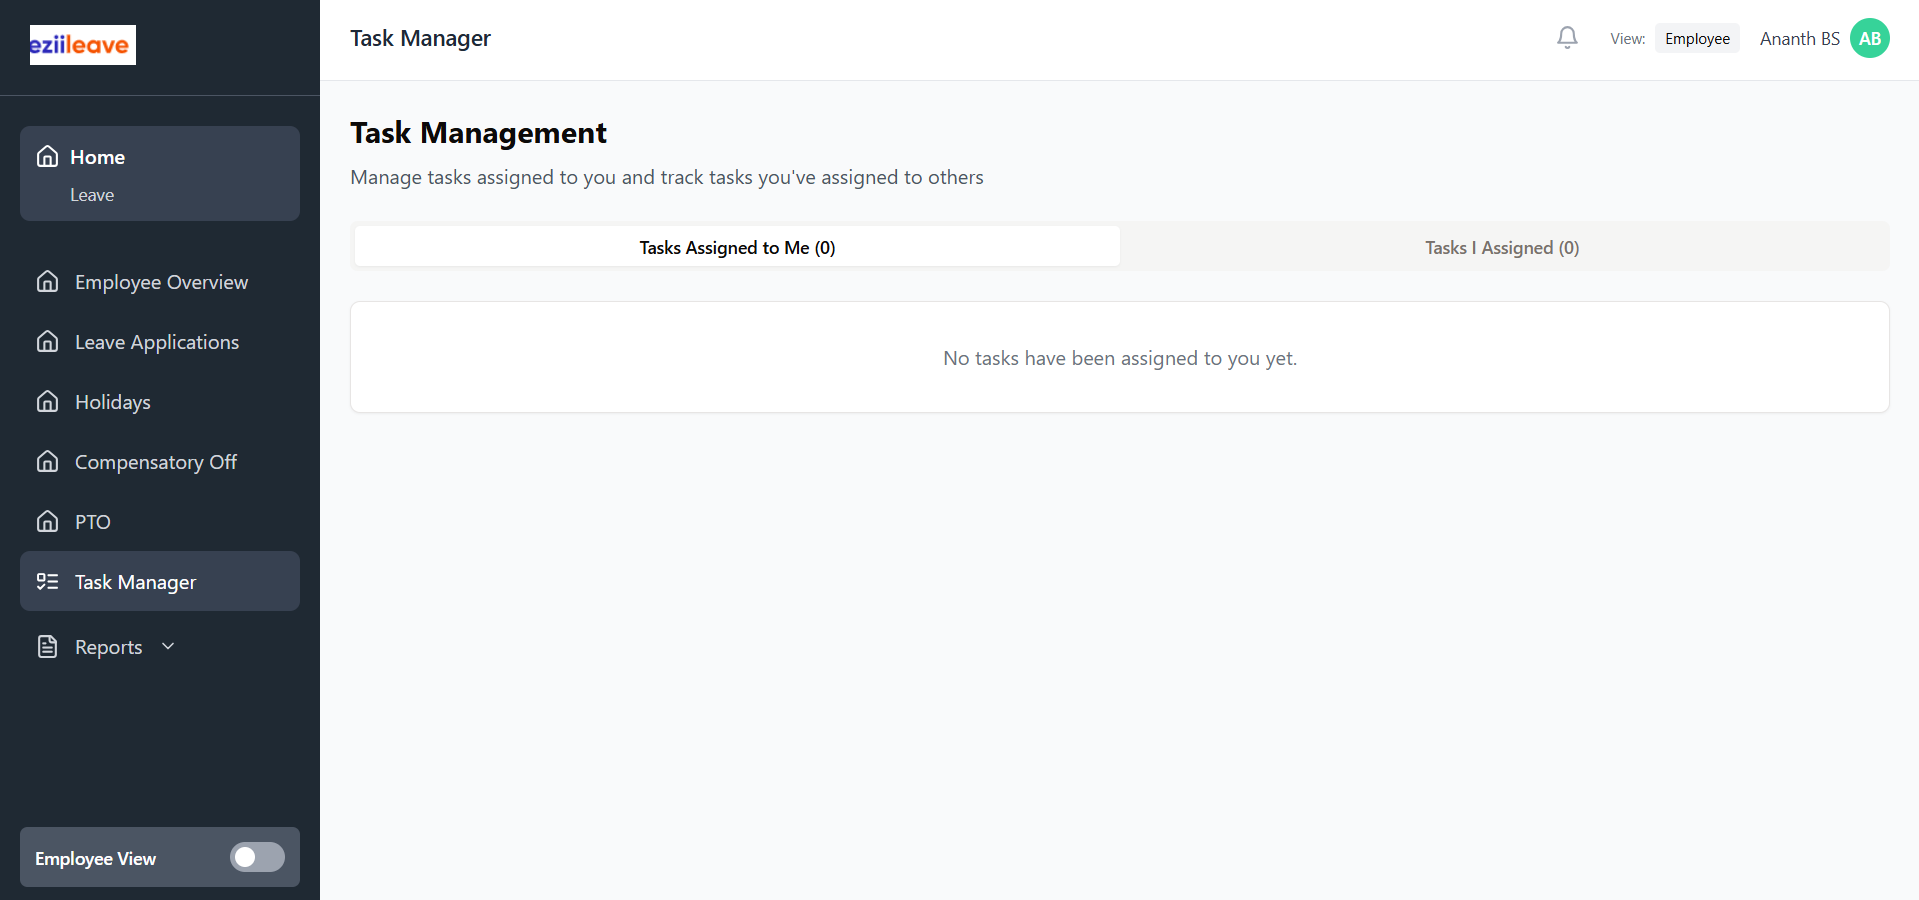 eziileave
Home
Leave
Employee Overview
Leave Applications
Holidays
Compensatory Off
PTO
Task Manager
Reports
Employee View
Task Manager
View:
Employee
Ananth BS
AB
Task Management
Manage tasks assigned to you and track tasks you've assigned to others
Tasks Assigned to Me (0)
Tasks I Assigned (0)
No tasks have been assigned to you yet.